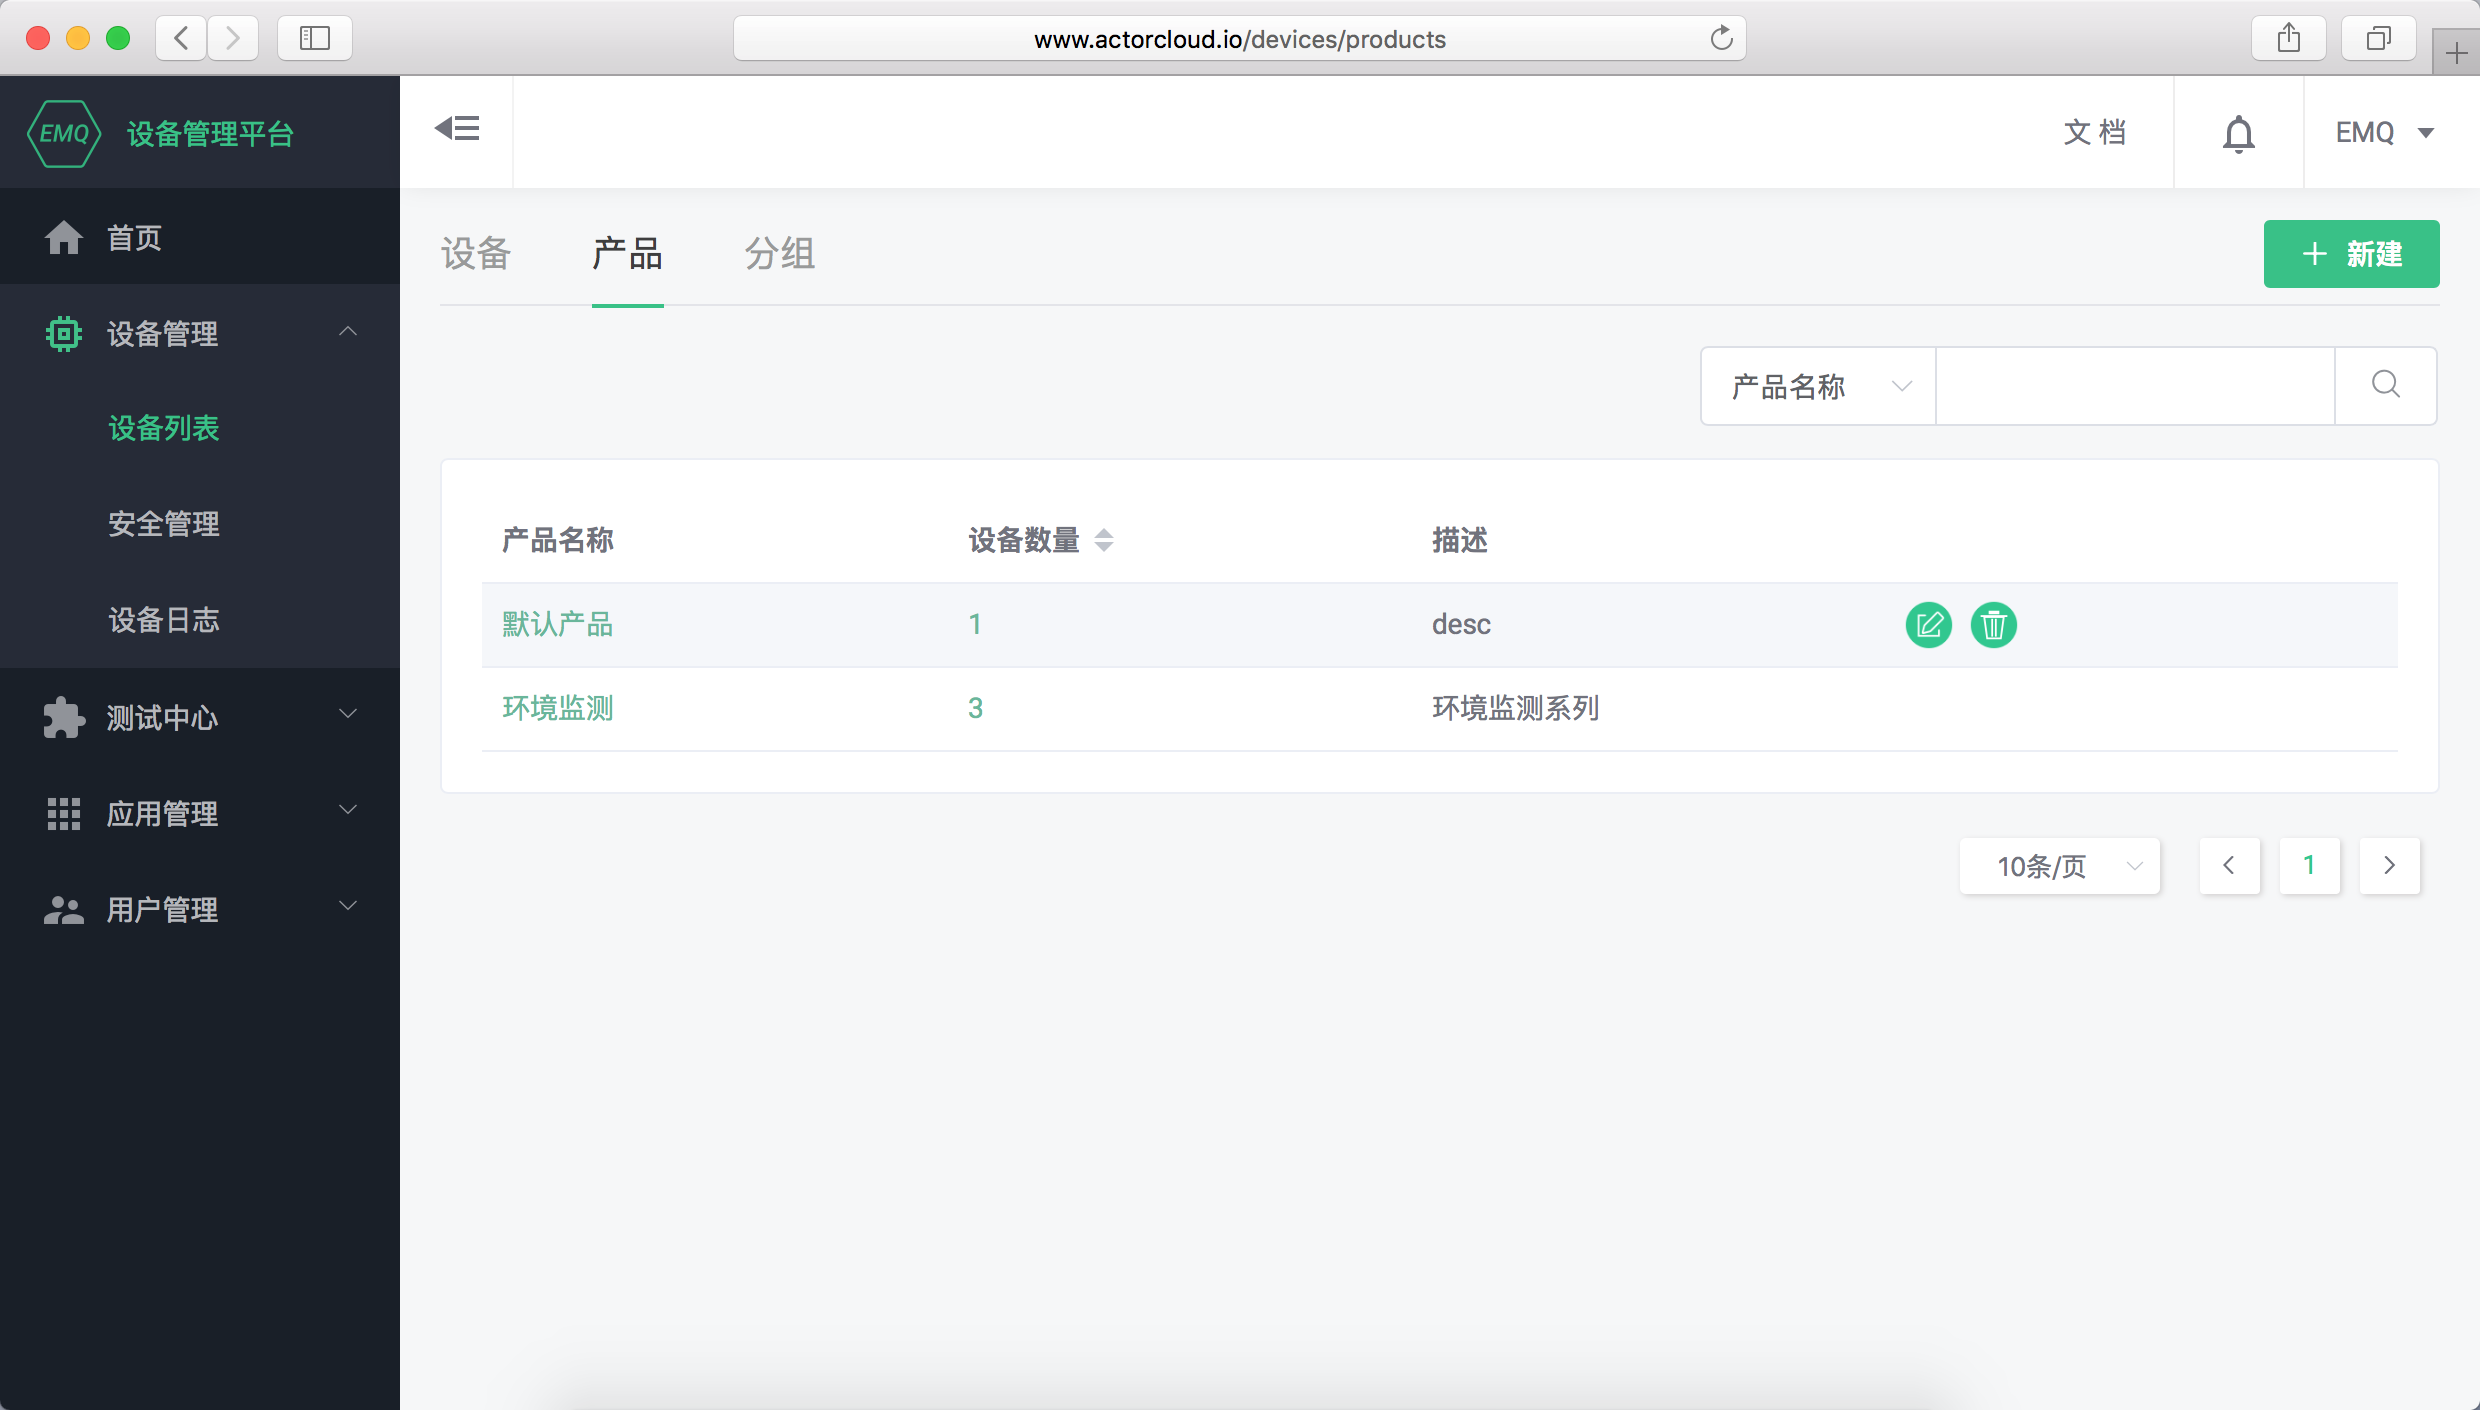 www.actorcloud.io/devices/products
EMQ 设备管理平台
文 档
EMQ
首页
设备管理
设备列表
安全管理
设备日志
测试中心
应用管理
用户管理
设备 产品 分组
新建
产品名称
产品名称 设备数量 描述
默认产品 1 desc
环境监测 3 环境监测系列
10条/页 1